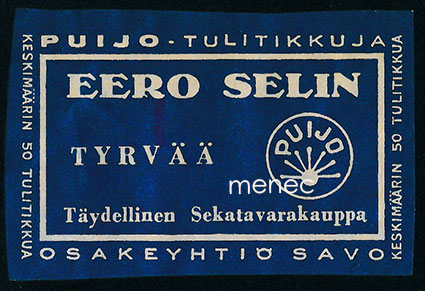 PUIJO - TULITIKKUJA
KESKIMÄÄRIN 50 TULITIKKUA
EERO SELIN
TYRVÄÄ
PUIJO
menec
Täydellinen Sekatavarakauppa
KESKIMÄÄRIN 50 TULITIKKUA
OSAKEYHTIÖ SAVO